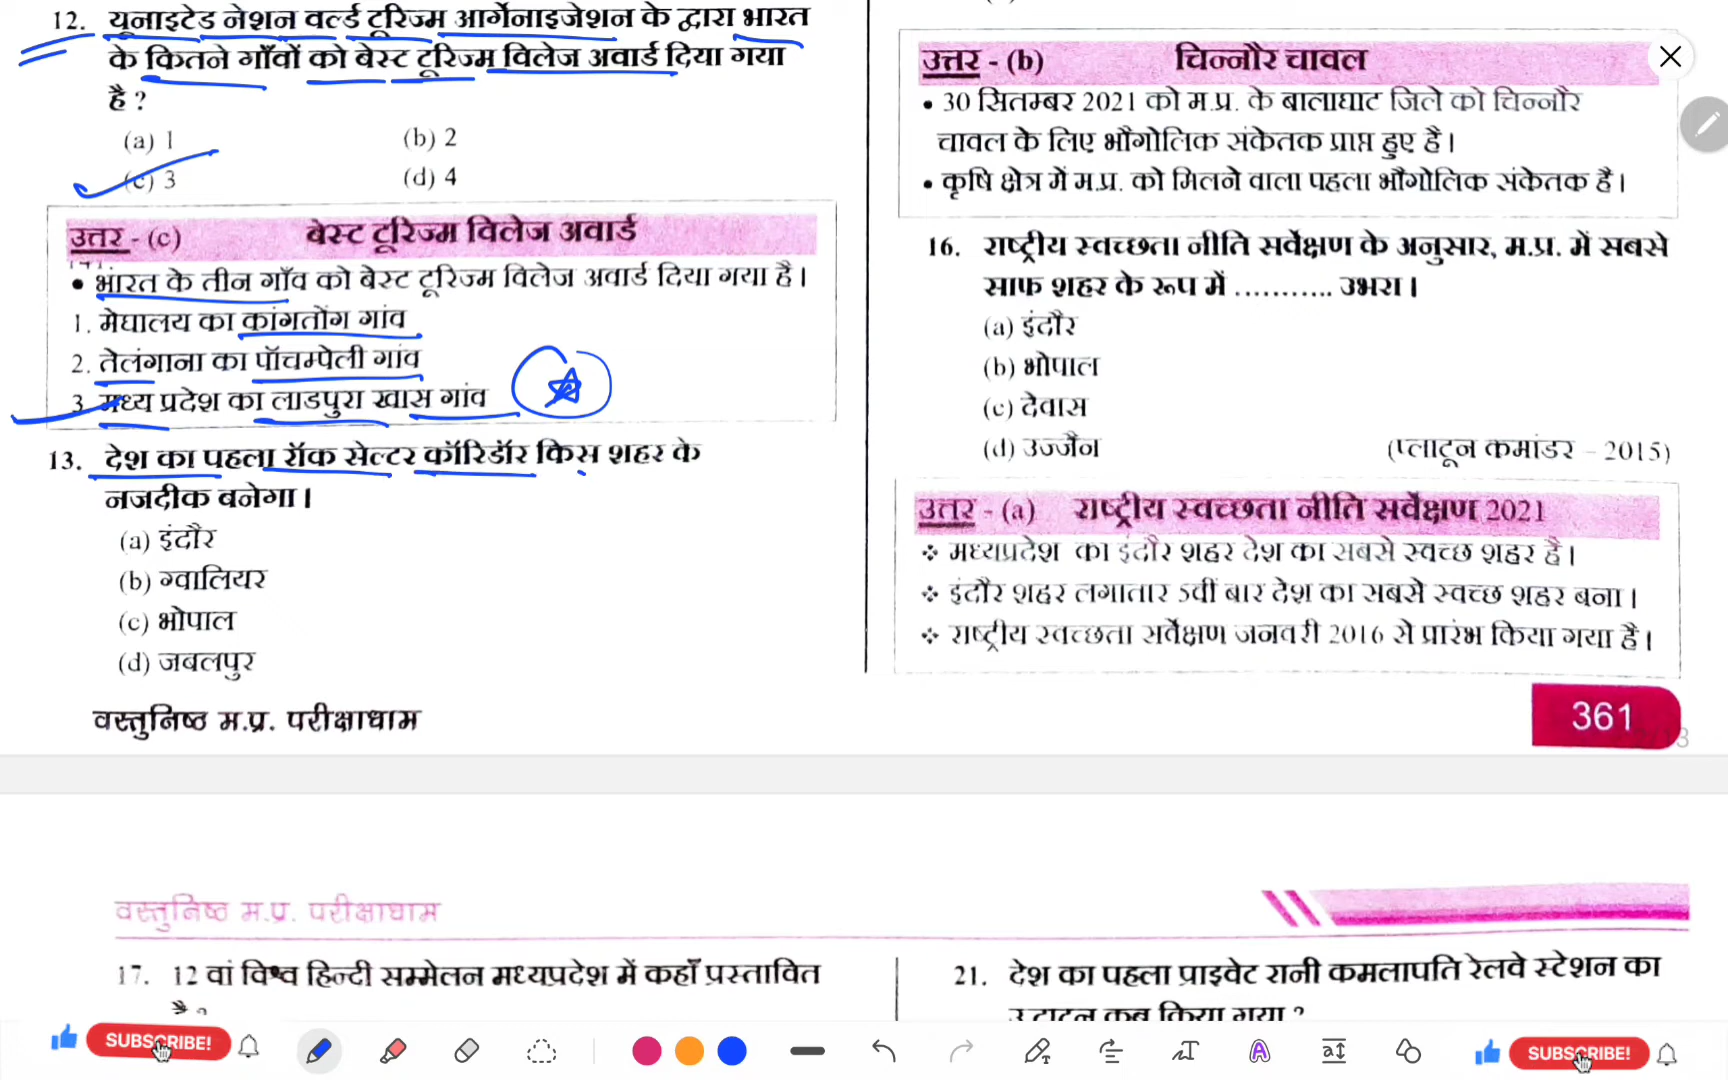 12. यूनाइटेड नेशन वर्ल्ड टूरिज्म आर्गेनाइजेशन के द्वारा भारत
के कितने गाँवों को बेस्ट टूरिज्म विलेज अवार्ड दिया गया
है ?
(a) 1 (b) 2
(c) 3 (d) 4
उत्तर - (c) बेस्ट टूरिज्म विलेज अवार्ड
• भारत के तीन गाँव को बेस्ट टूरिज्म विलेज अवार्ड दिया गया है।
1. मेघालय का कांगतोंग गांव
2. तेलंगाना का पॉचम्पेली गांव
3. मध्य प्रदेश का लाडपुरा खास गांव
13. देश का पहला रॉक सेल्टर कॉरिडॉर किस शहर के
नजदीक बनेगा।
(a) इंदौर
(b) ग्वालियर
(c) भोपाल
(d) जबलपुर
वस्तुनिष्ठ म.प्र. परीक्षाधाम
उत्तर - (b) चिन्नौर चावल
• 30 सितम्बर 2021 को म.प्र. के बालाघाट जिले को चिन्नौर
चावल के लिए भौगोलिक संकेतक प्राप्त हुए है।
• कृषि क्षेत्र में म.प्र. को मिलने वाला पहला भौगोलिक संकेतक है।
16. राष्ट्रीय स्वच्छता नीति सर्वेक्षण के अनुसार, म.प्र. में सबसे
साफ शहर के रूप में ........... उभरा।
(a) इंदौर
(b) भोपाल
(c) देवास
(d) उज्जैन (प्लाटून कमांडर - 2015)
उत्तर - (a) राष्ट्रीय स्वच्छता नीति सर्वेक्षण 2021
❖ मध्यप्रदेश का इंदौर शहर देश का सबसे स्वच्छ शहर है।
❖ इंदौर शहर लगातार 5वीं बार देश का सबसे स्वच्छ शहर बना।
❖ राष्ट्रीय स्वच्छता सर्वेक्षण जनवरी 2016 से प्रारंभ किया गया है।
361
वस्तुनिष्ठ म.प्र. परीक्षाधाम
17. 12 वां विश्व हिन्दी सम्मेलन मध्यप्रदेश में कहाँ प्रस्तावित
21. देश का पहला प्राइवेट रानी कमलापति रेलवे स्टेशन का
SUBSCRIBE!
SUBSCRIBE!